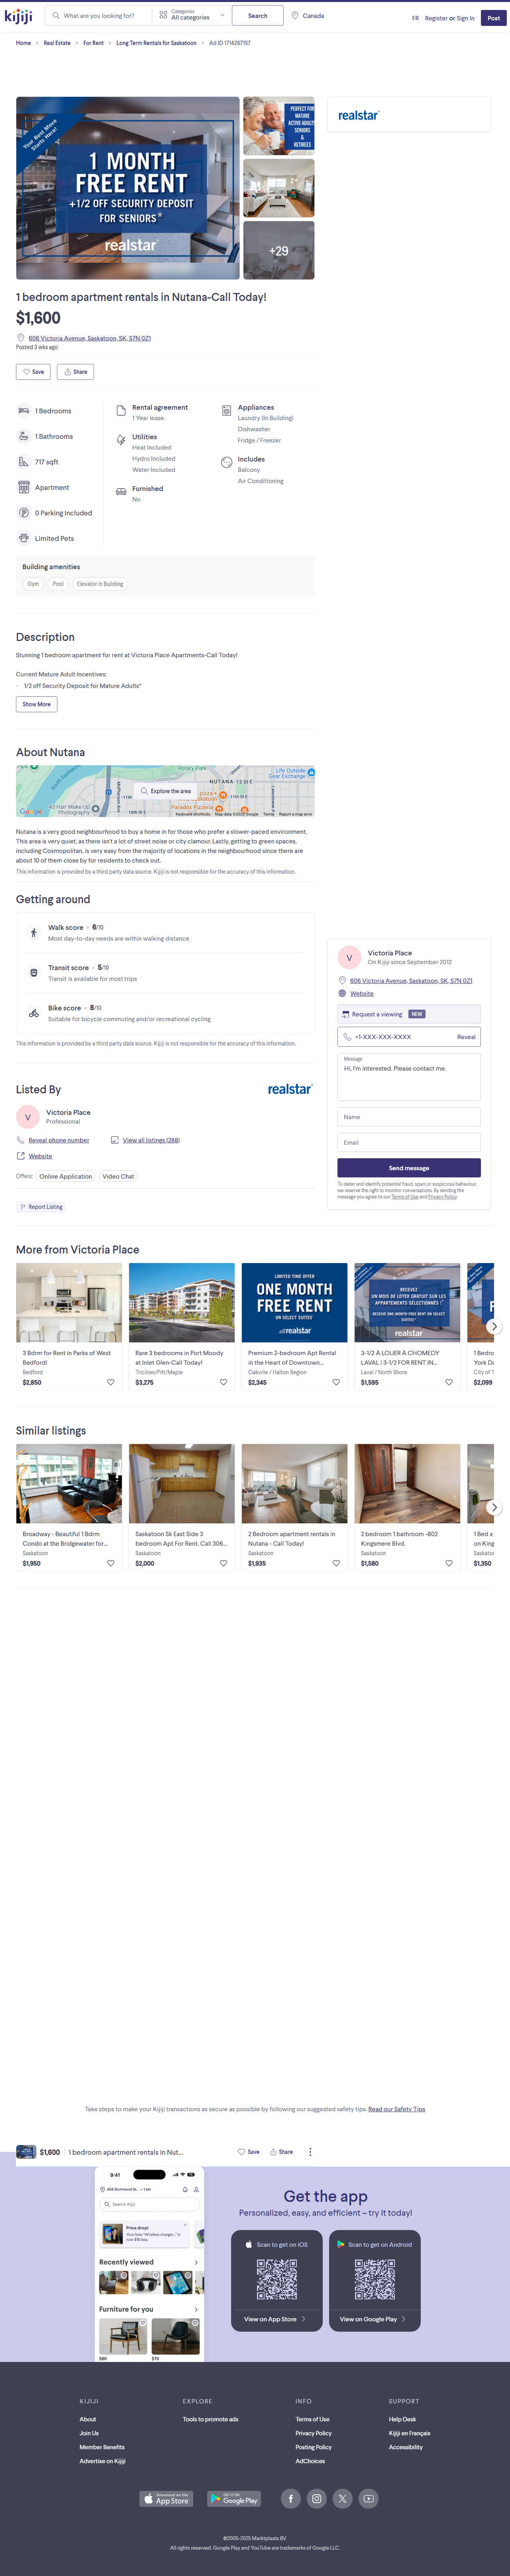 kijiji
What are you looking for?
Categories
All categories
Search
Canada
FR
Register or Sign In
Post
Home
Real Estate
For Rent
Long Term Rentals for Saskatoon
Ad ID 1714267157
Your Best Move
Starts Here!
1 MONTH
FREE RENT
+1/2 OFF SECURITY DEPOSIT
FOR SENIORS*
realstar
PERFECT FOR
MATURE
ACTIVE ADULTS
SENIORS
&
RETIREES
+29
realstar
1 bedroom apartment rentals in Nutana-Call Today!
$1,600
606 Victoria Avenue, Saskatoon, SK, S7N 0Z1
Posted 3 wks ago
Save
Share
1 Bedrooms
1 Bathrooms
717 sqft
Apartment
0 Parking Included
Limited Pets
Rental agreement
1 Year lease
Utilities
Heat Included
Hydro Included
Water Included
Furnished
No
Appliances
Laundry (In Building)
Dishwasher
Fridge / Freezer
Includes
Balcony
Air Conditioning
Building amenities
Gym
Pool
Elevator in Building
Description
Stunning 1 bedroom apartment for rent at Victoria Place Apartments-Call Today!
Current Mature Adult Incentives:
- 1/2 off Security Deposit for Mature Adults*
Show More
About Nutana
Rotary Park
Life Outside
Gear Exchange
NUTANA
12th St E
11th St E
Explore the area
40 Hair Make-Up
Photography
Paradox Pizzeria
10th St E
Google
Keyboard shortcuts
Map data ©2025 Google
Terms
Report a map error
Nutana is a very good neighbourhood to buy a home in for those who prefer a slower-paced environment.
This area is very quiet, as there isn't a lot of street noise or city clamour. Lastly, getting to green spaces,
including Cosmopolitan, is very easy from the majority of locations in the neighbourhood since there are
about 10 of them close by for residents to check out.
This information is provided by a third party data source. Kijiji is not responsible for the accuracy of this information.
Getting around
Walk score • 6/10
Most day-to-day needs are within walking distance
Transit score • 5/10
Transit is available for most trips
Bike score • 8/10
Suitable for bicycle commuting and/or recreational cycling
This information is provided by a third party data source. Kijiji is not responsible for the accuracy of this information.
V
Victoria Place
On Kijiji since September 2012
606 Victoria Avenue, Saskatoon, SK, S7N 0Z1
Website
Request a viewing
NEW
+1-XXX-XXX-XXXX
Reveal
Message
Hi, I'm interested. Please contact me.
Name
Email
Send message
To deter and identify potential fraud, spam or suspicious behaviour,
we reserve the right to monitor conversations. By sending the
message you agree to our Terms of Use and Privacy Policy.
Listed By
realstar
V
Victoria Place
Professional
Reveal phone number
View all listings (288)
Website
Offers:
Online Application
Video Chat
Report Listing
More from Victoria Place
3 Bdrm for Rent in Parks of West
Bedford!
Bedford
$2,850
Rare 3 bedrooms in Port Moody
at Inlet Glen-Call Today!
Tricities/Pitt/Maple
$3,275
LIMITED TIME OFFER
ONE MONTH
FREE RENT
ON SELECT SUITES*
realstar
Premium 2-bedroom Apt Rental
in the Heart of Downtown...
Oakville / Halton Region
$2,345
RECEVEZ
UN MOIS DE LOYER GRATUIT SUR LES
APPARTEMENTS SÉLECTIONNÉS !*
RECEIVE ONE MONTH FREE RENT ON SELECT
SUITES!*
realstar
3-1/2 À LOUER À CHOMEDY
LAVAL | 3-1/2 FOR RENT IN...
Laval / North Shore
$1,595
1 Bedro
York Do
City of T
$2,099
Similar listings
Broadway - Beautiful 1 Bdrm
Condo at the Bridgewater for...
Saskatoon
$1,950
Saskatoon Sk East Side 3
bedroom Apt For Rent. Call 306...
Saskatoon
$2,000
2 Bedroom apartment rentals in
Nutana - Call Today!
Saskatoon
$1,935
2 bedroom 1 bathroom -802
Kingsmere Blvd.
Saskatoon
$1,580
1 Bed x
on King
Saskatoo
$1,350
Take steps to make your Kijiji transactions as secure as possible by following our suggested safety tips. Read our Safety Tips
$1,600
1 bedroom apartment rentals in Nut...
Save
Share
9:41
Search Kijiji
Price drop!
Your fave "Wireless charge..." is
now $15 less.
Recently viewed
Furniture for you
$80
$70
Get the app
Personalized, easy, and efficient – try it today!
Scan to get on iOS
View on App Store
Scan to get on Android
View on Google Play
KIJIJI
About
Join Us
Member Benefits
Advertise on Kijiji
EXPLORE
Tools to promote ads
INFO
Terms of Use
Privacy Policy
Posting Policy
AdChoices
SUPPORT
Help Desk
Kijiji en Français
Accessibility
Download on the
App Store
GET IT ON
Google Play
©2005-2025 Marktplaats BV.
All rights reserved. Google Play and YouTube are trademarks of Google LLC.